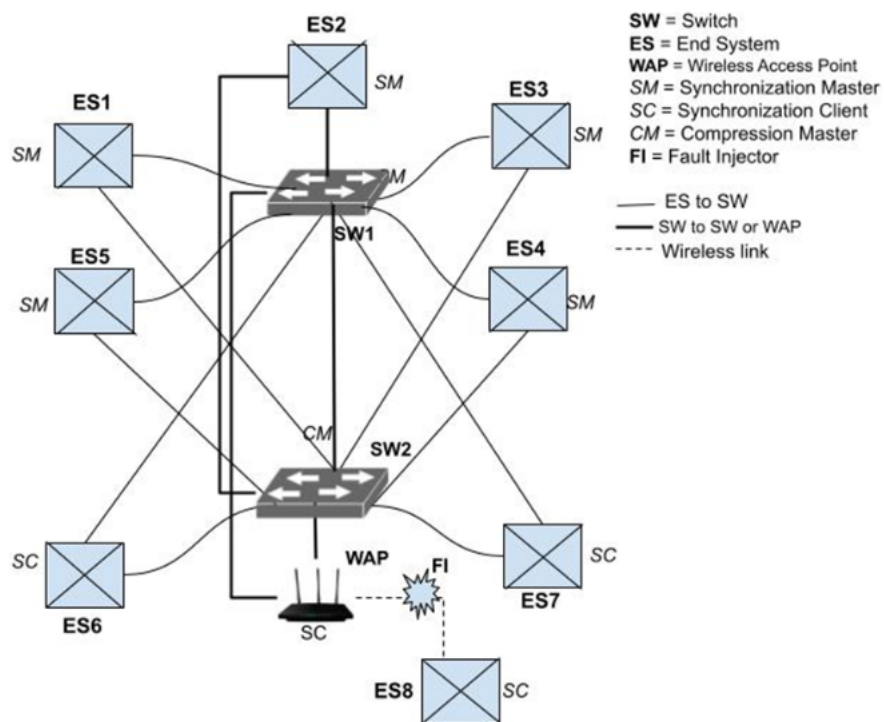 ES2
SM
SW = Switch
ES = End System
WAP = Wireless Access Point
SM = Synchronization Master
SC = Synchronization Client
CM = Compression Master
FI = Fault Injector
ES to SW
SW to SW or WAP
Wireless link
ES1
SM
ES3
SM
CM
SW1
ES5
SM
ES4
SM
CM
SW2
SC
ES6
WAP
SC
FI
ES7
SC
ES8
SC